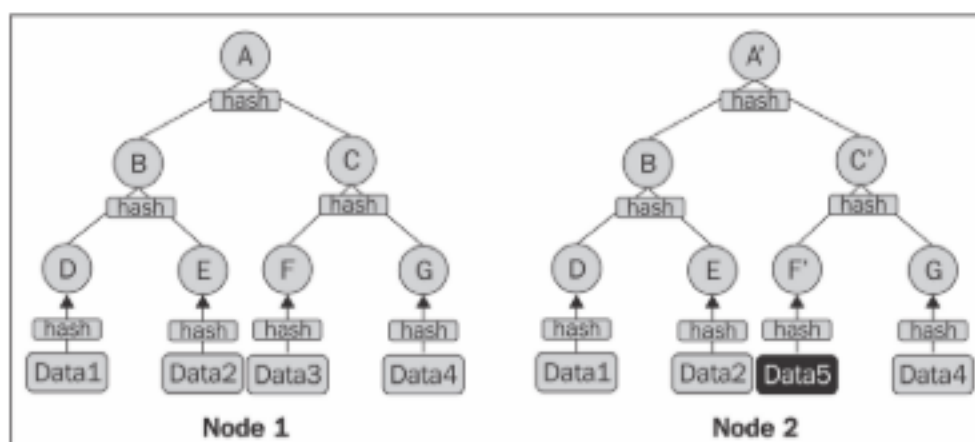 A A'
hash hash
B C B C'
hash hash hash hash
D E F G D E F' G
hash hash hash hash hash hash hash hash
Data1 Data2 Data3 Data4 Data1 Data2 Data5 Data4
Node 1 Node 2